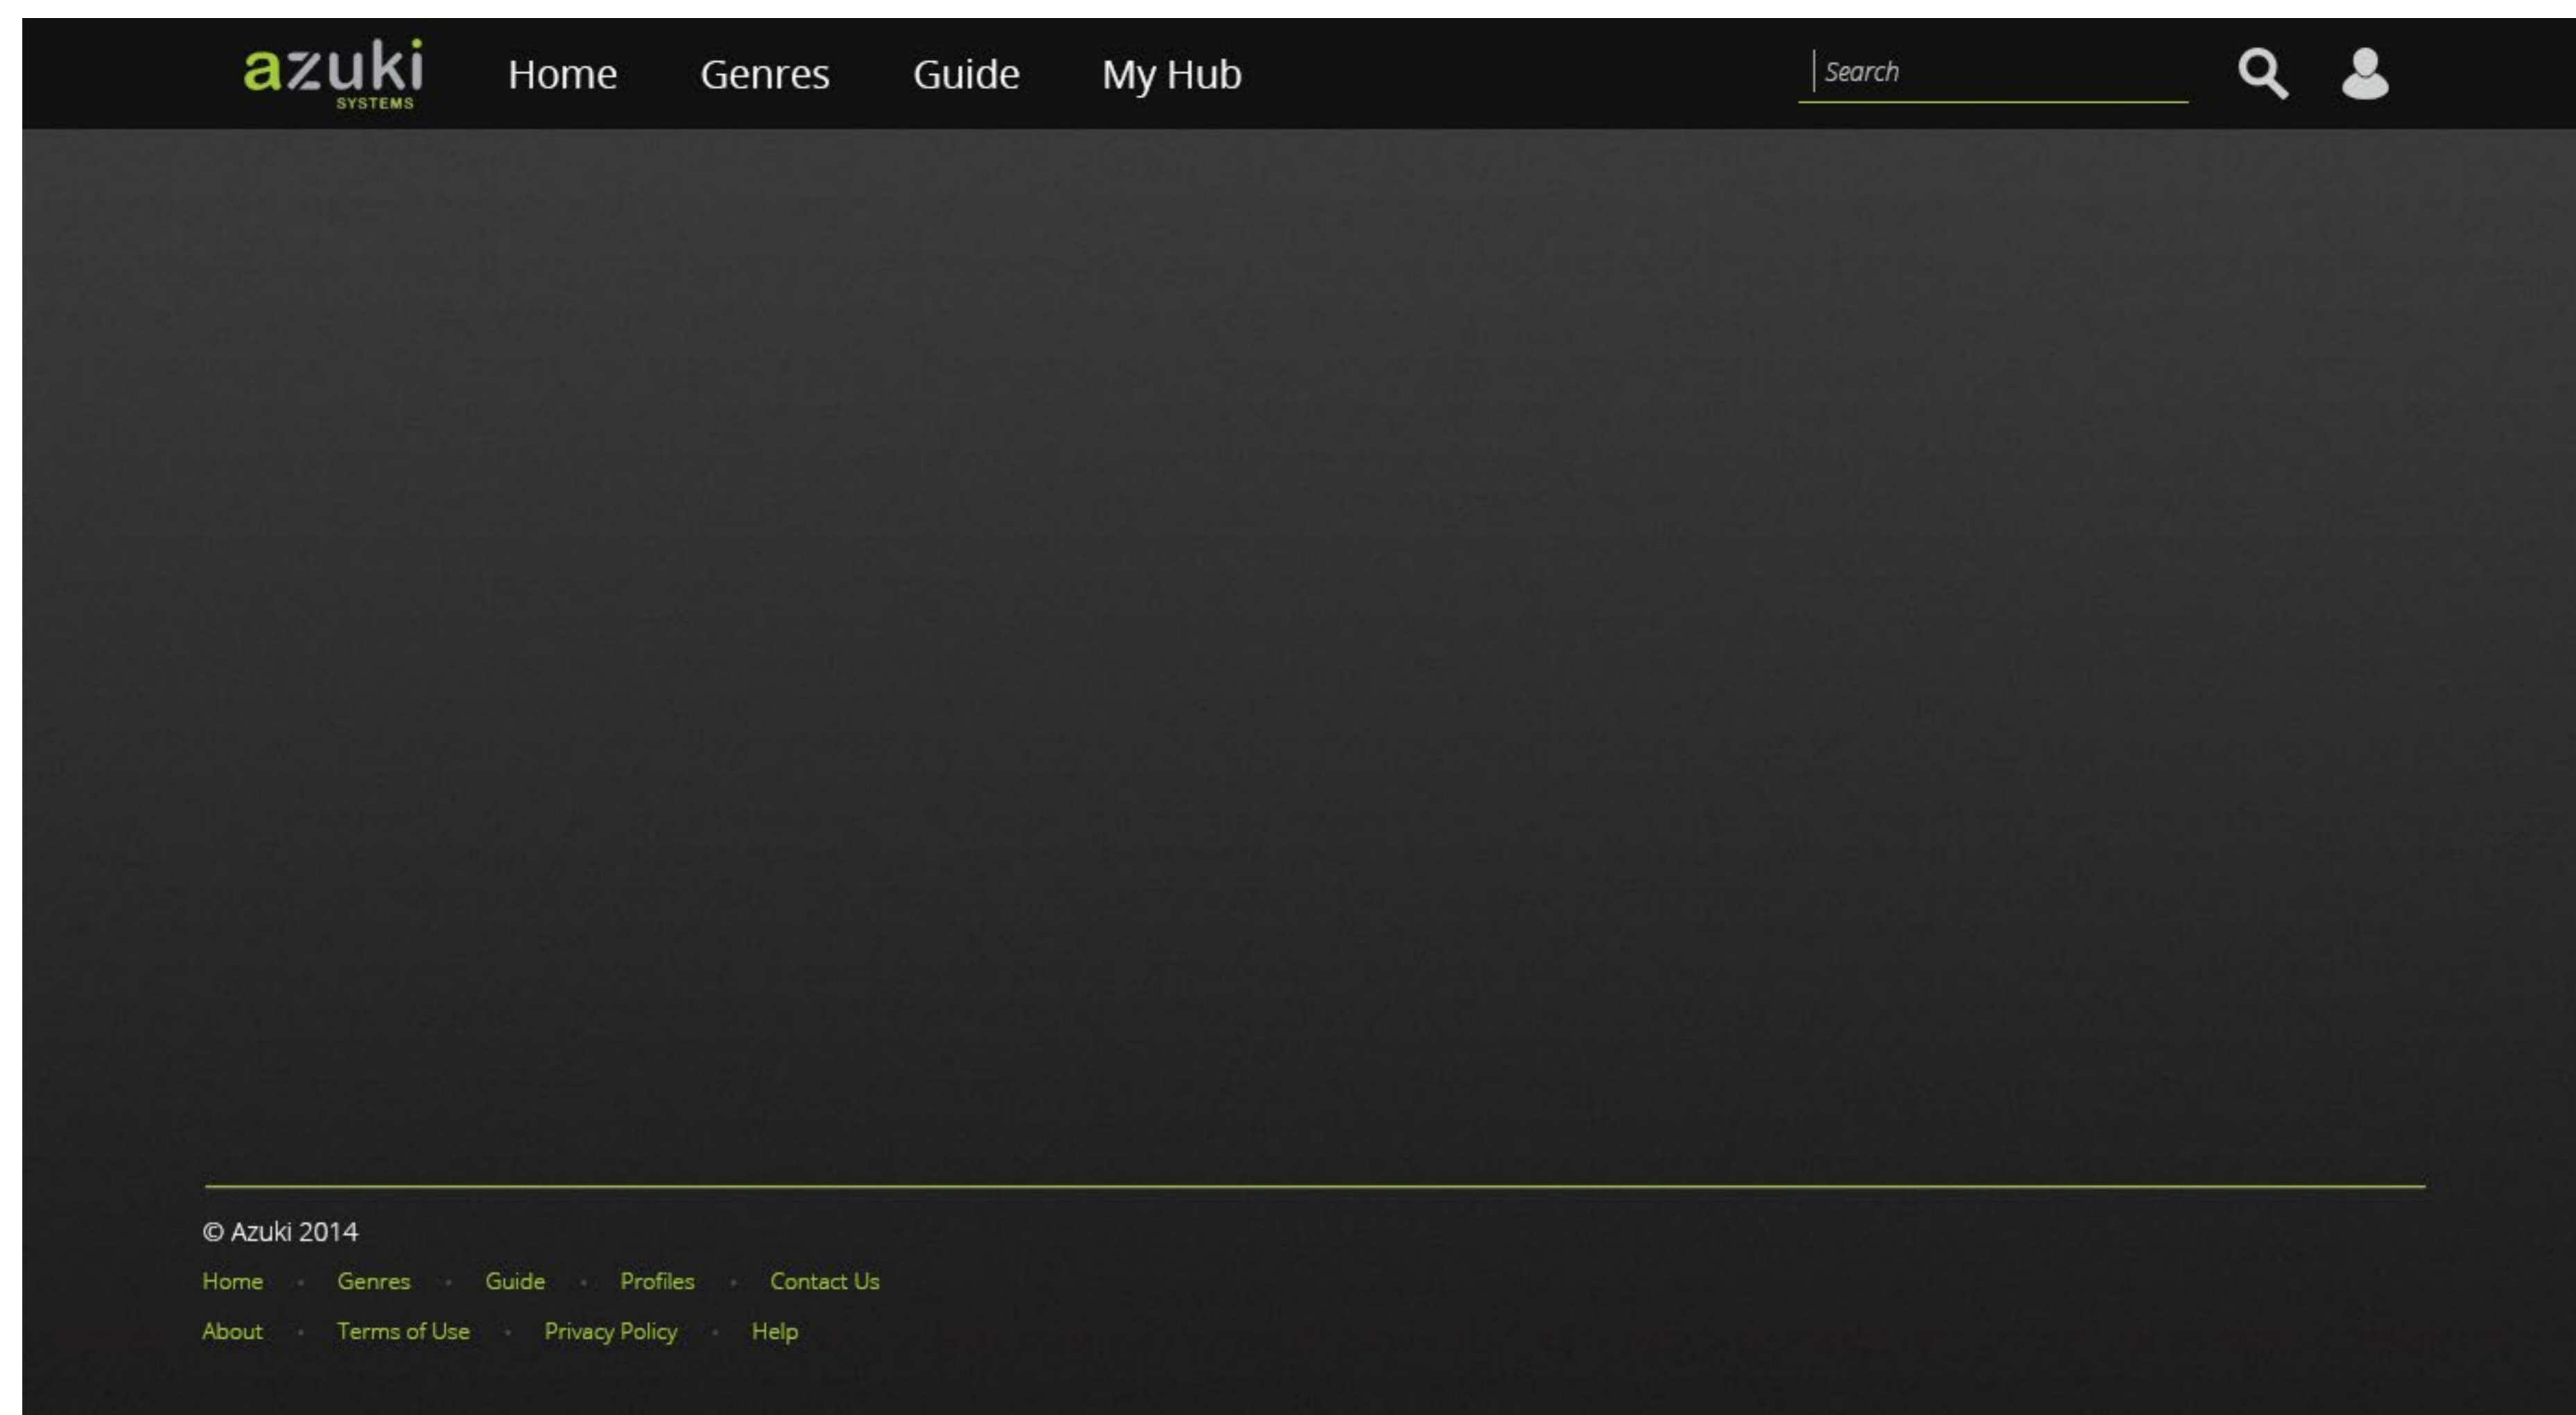 azuki SYSTEMS Home Genres Guide My Hub Search
© Azuki 2014
Home • Genres • Guide • Profiles • Contact Us
About • Terms of Use • Privacy Policy • Help